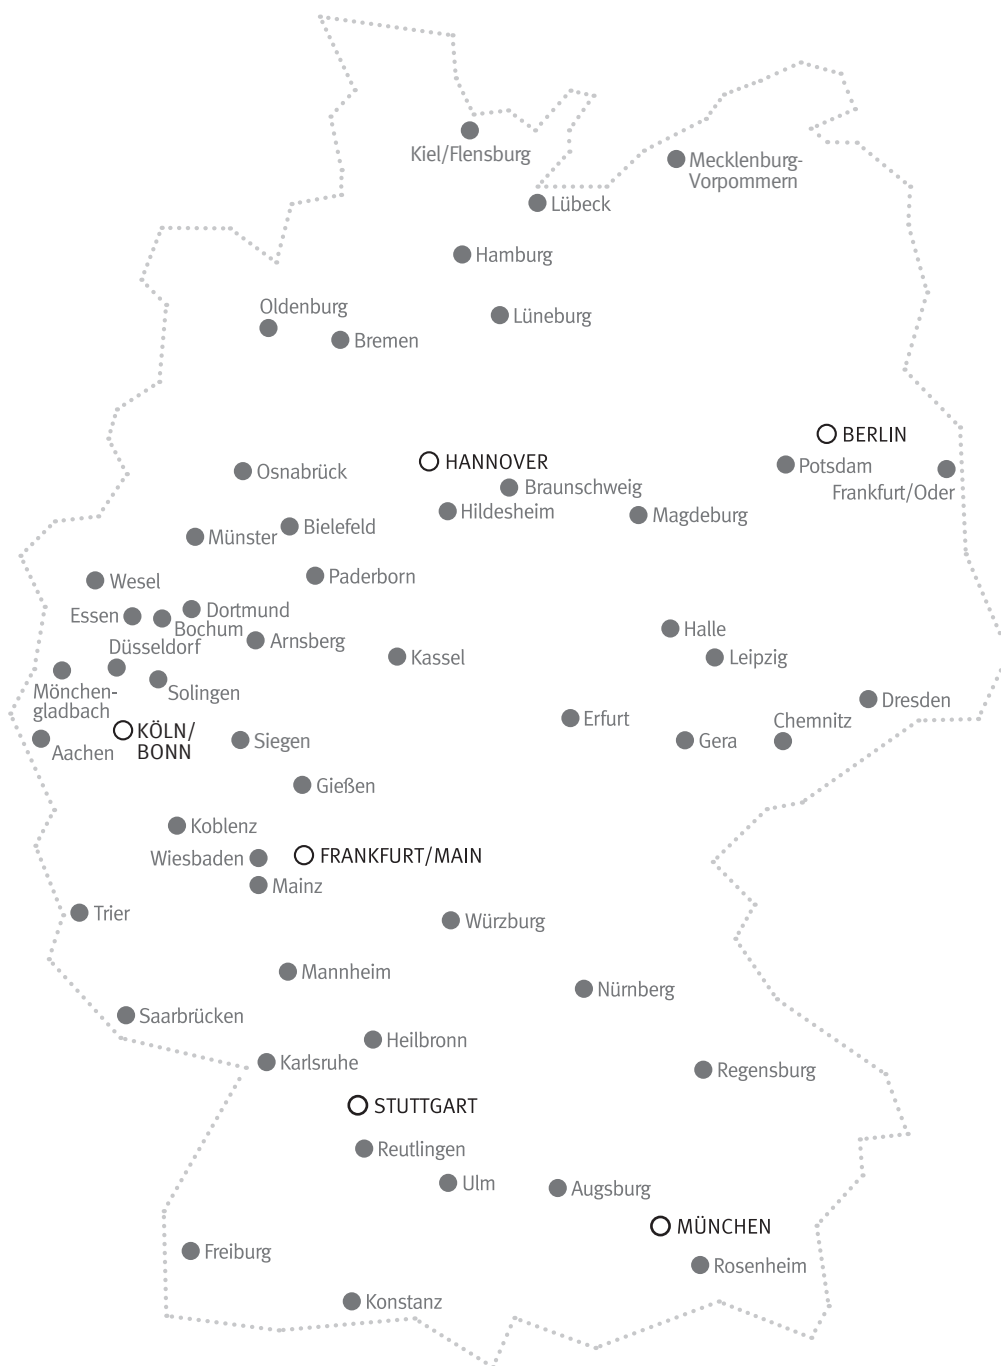 Kiel/Flensburg
Mecklenburg-
Vorpommern
Lübeck
Hamburg
Oldenburg
Lüneburg
Bremen
BERLIN
HANNOVER
Osnabrück
Potsdam
Braunschweig
Frankfurt/Oder
Hildesheim
Magdeburg
Bielefeld
Münster
Wesel
Paderborn
Essen
Dortmund
Bochum
Arnsberg
Halle
Düsseldorf
Kassel
Leipzig
Mönchen-
gladbach
Solingen
Dresden
Erfurt
Chemnitz
KÖLN/
BONN
Aachen
Siegen
Gera
Gießen
Koblenz
Wiesbaden
FRANKFURT/MAIN
Mainz
Trier
Würzburg
Mannheim
Nürnberg
Saarbrücken
Heilbronn
Karlsruhe
Regensburg
STUTTGART
Reutlingen
Ulm
Augsburg
MÜNCHEN
Freiburg
Rosenheim
Konstanz